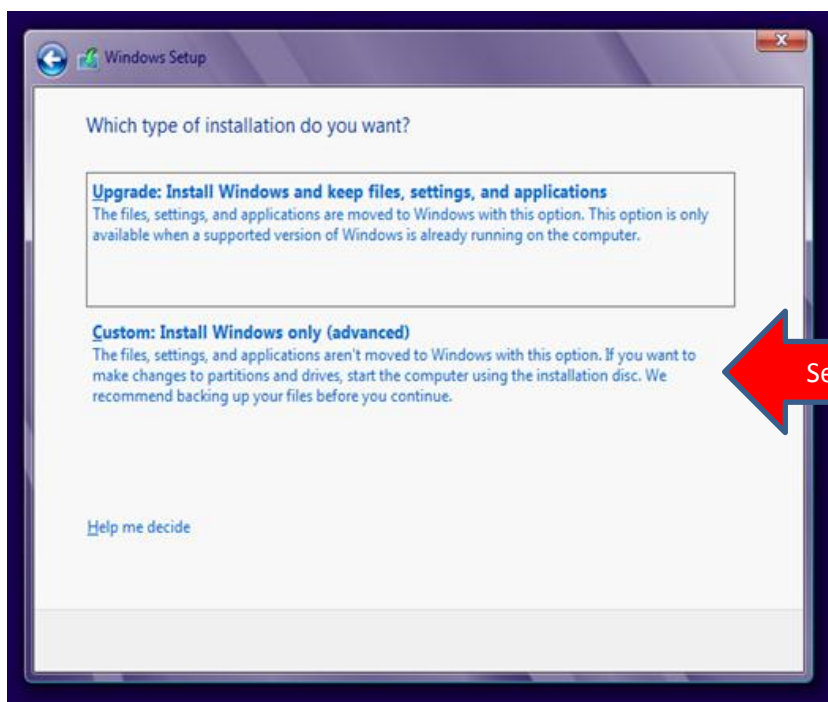 Windows Setup
Which type of installation do you want?
Upgrade: Install Windows and keep files, settings, and applications
The files, settings, and applications are moved to Windows with this option. This option is only
available when a supported version of Windows is already running on the computer.
Custom: Install Windows only (advanced)
The files, settings, and applications aren't moved to Windows with this option. If you want to
make changes to partitions and drives, start the computer using the installation disc. We
recommend backing up your files before you continue.
Help me decide